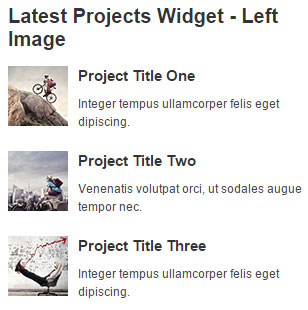 Latest Projects Widget - Left
Image
Project Title One
Integer tempus ullamcorper felis eget
dipiscing.
Project Title Two
Venenatis volutpat orci, ut sodales augue
tempor nec.
Project Title Three
Integer tempus ullamcorper felis eget
dipiscing.